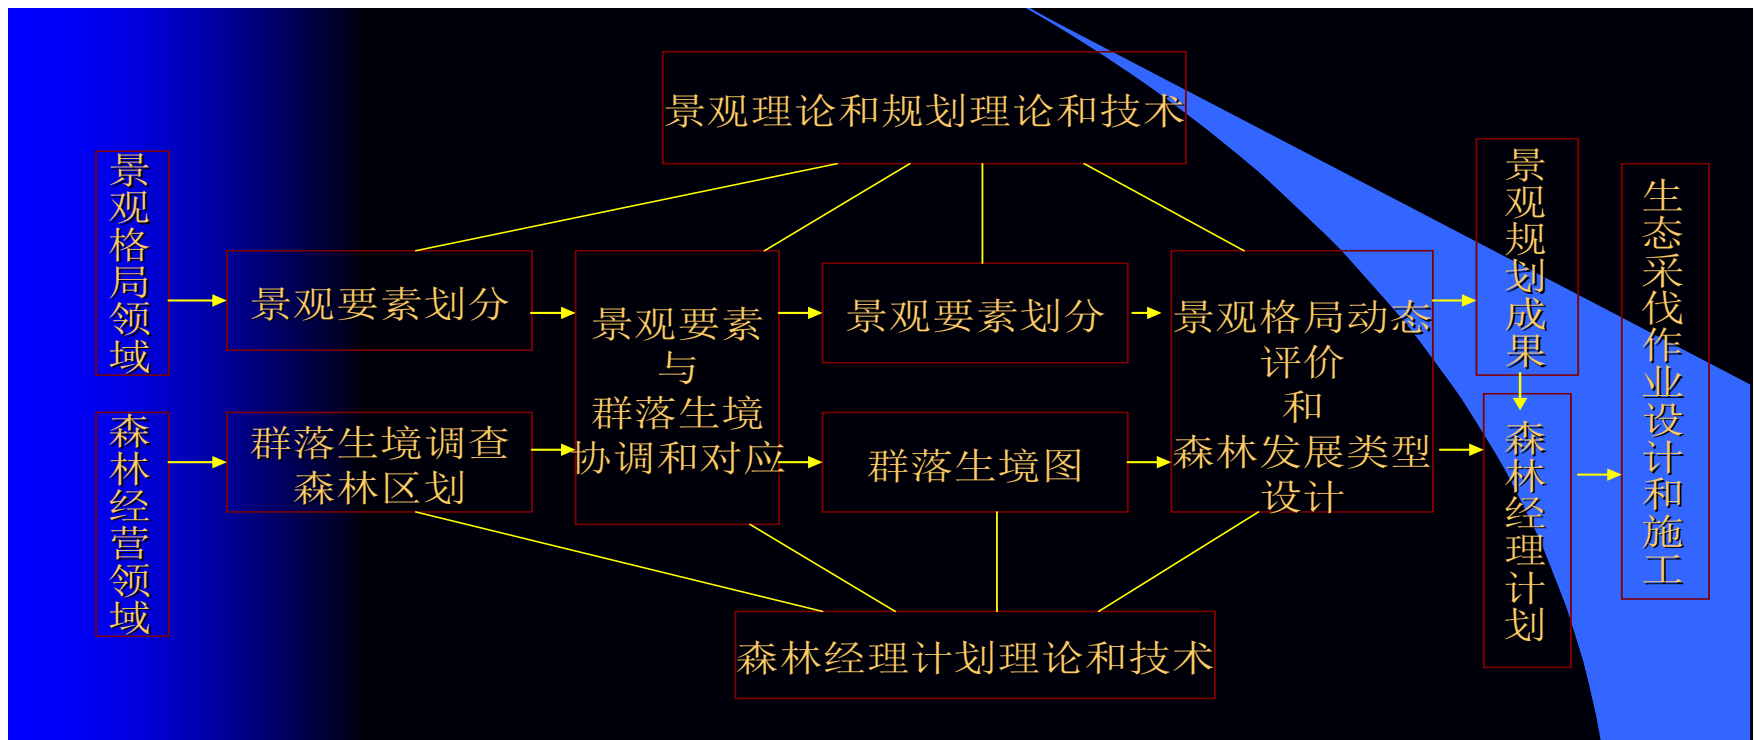 景观理论和规划理论和技术
景观格局领域
森林经营领域
景观要素划分
群落生境调查
森林区划
景观要素
与
群落生境
协调和对应
景观要素划分
群落生境图
景观格局动态
评价
和
森林发展类型
设计
景观规划成果
森林经理计划
生态采伐作业设计和施工
森林经理计划理论和技术